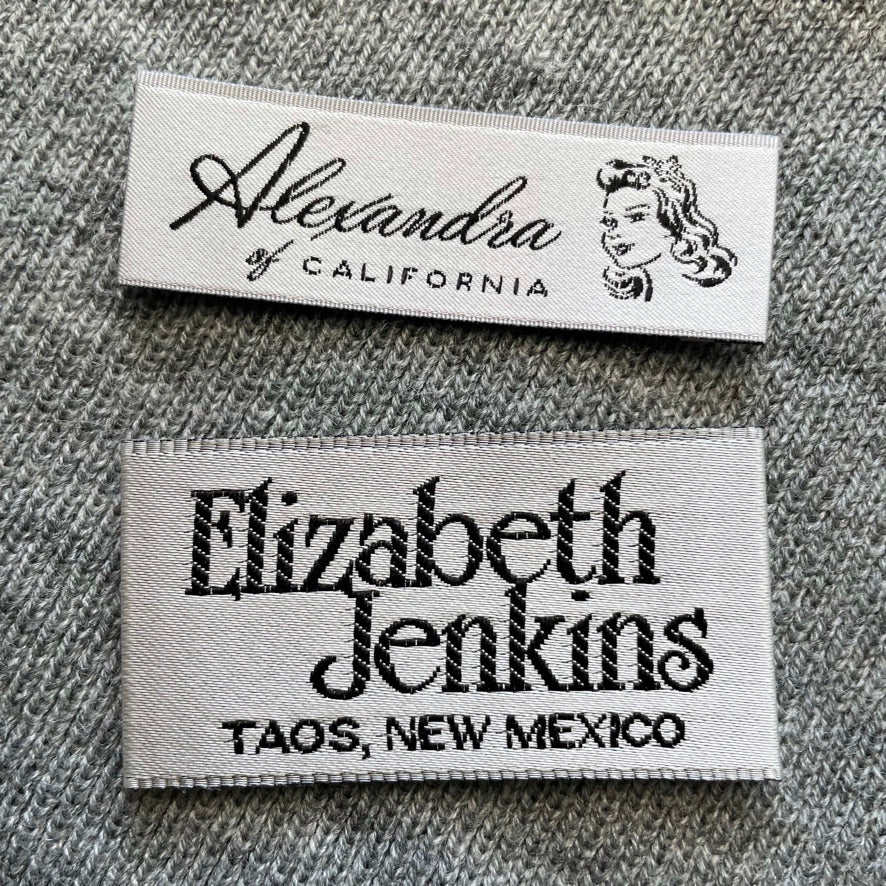 Alexandra
of CALIFORNIA
Elizabeth
Jenkins
TAOS, NEW MEXICO